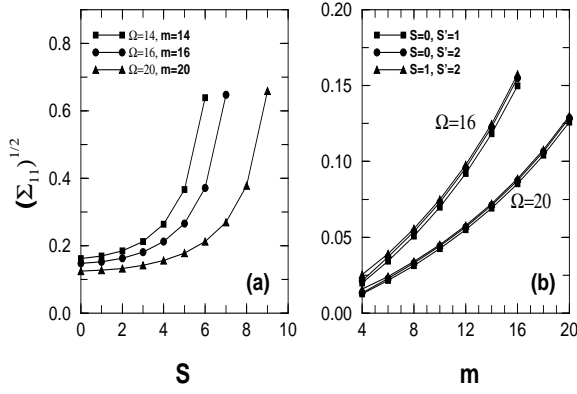 (Σ₁₁)^1/2
0.8
0.6
0.4
0.2
0.0
Ω=14, m=14
Ω=16, m=16
Ω=20, m=20
(a)
0 2 4 6 8 10
S
0.20
0.15
0.10
0.05
0.00
S=0, S'=1
S=0, S'=2
S=1, S'=2
Ω=16
Ω=20
(b)
4 8 12 16 20
m